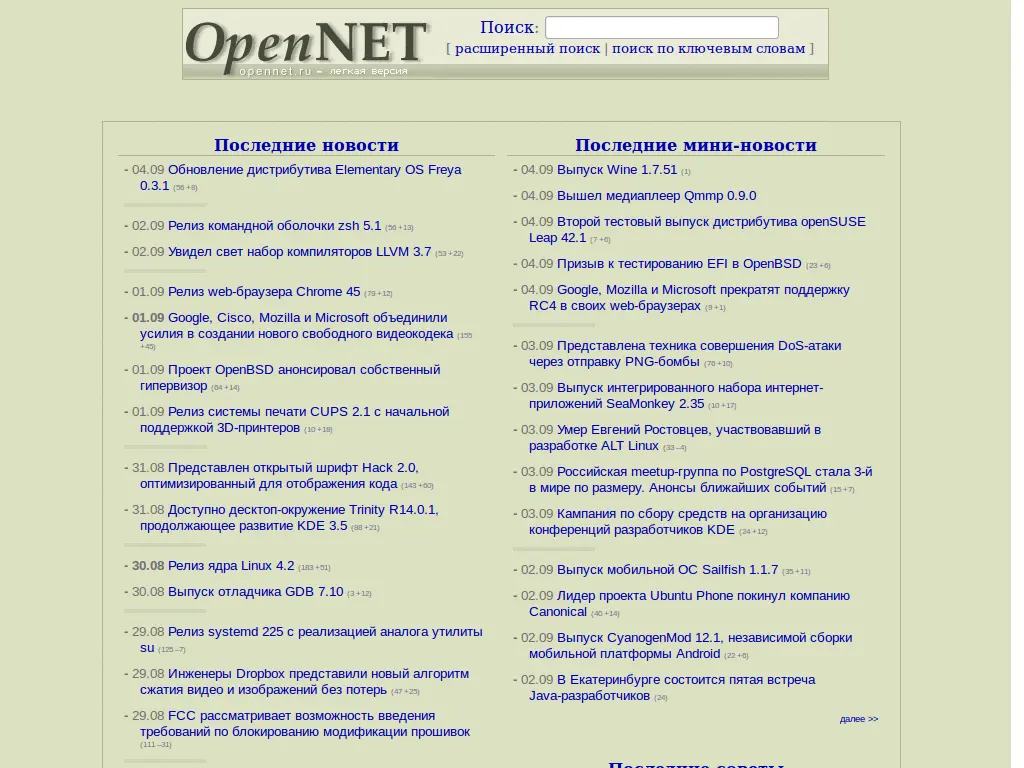 OpenNET
opennet.ru – легкая версия
Поиск:
[ расширенный поиск | поиск по ключевым словам ]
Последние новости
- 04.09 Обновление дистрибутива Elementary OS Freya
0.3.1 (56 +8)
- 02.09 Релиз командной оболочки zsh 5.1 (56 +13)
- 02.09 Увидел свет набор компиляторов LLVM 3.7 (53 +22)
- 01.09 Релиз web-браузера Chrome 45 (79 +12)
- 01.09 Google, Cisco, Mozilla и Microsoft объединили
усилия в создании нового свободного видеокодека (155
+45)
- 01.09 Проект OpenBSD анонсировал собственный
гипервизор (64 +14)
- 01.09 Релиз системы печати CUPS 2.1 с начальной
поддержкой 3D-принтеров (10 +18)
- 31.08 Представлен открытый шрифт Hack 2.0,
оптимизированный для отображения кода (143 +60)
- 31.08 Доступно десктоп-окружение Trinity R14.0.1,
продолжающее развитие KDE 3.5 (88 +21)
- 30.08 Релиз ядра Linux 4.2 (183 +51)
- 30.08 Выпуск отладчика GDB 7.10 (3 +12)
- 29.08 Релиз systemd 225 с реализацией аналога утилиты
su (125 –7)
- 29.08 Инженеры Dropbox представили новый алгоритм
сжатия видео и изображений без потерь (47 +25)
- 29.08 FCC рассматривает возможность введения
требований по блокированию модификации прошивок
(111 –31)
Последние мини-новости
- 04.09 Выпуск Wine 1.7.51 (1)
- 04.09 Вышел медиаплеер Qmmp 0.9.0
- 04.09 Второй тестовый выпуск дистрибутива openSUSE
Leap 42.1 (7 +6)
- 04.09 Призыв к тестированию EFI в OpenBSD (23 +6)
- 04.09 Google, Mozilla и Microsoft прекратят поддержку
RC4 в своих web-браузерах (9 +1)
- 03.09 Представлена техника совершения DoS-атаки
через отправку PNG-бомбы (76 +10)
- 03.09 Выпуск интегрированного набора интернет-
приложений SeaMonkey 2.35 (10 +17)
- 03.09 Умер Евгений Ростовцев, участвовавший в
разработке ALT Linux (33 –4)
- 03.09 Российская meetup-группа по PostgreSQL стала 3-й
в мире по размеру. Анонсы ближайших событий (15 +7)
- 03.09 Кампания по сбору средств на организацию
конференций разработчиков KDE (24 +12)
- 02.09 Выпуск мобильной ОС Sailfish 1.1.7 (35 +11)
- 02.09 Лидер проекта Ubuntu Phone покинул компанию
Canonical (40 +14)
- 02.09 Выпуск CyanogenMod 12.1, независимой сборки
мобильной платформы Android (22 +6)
- 02.09 В Екатеринбурге состоится пятая встреча
Java-разработчиков (24)
далее >>
Последние советы